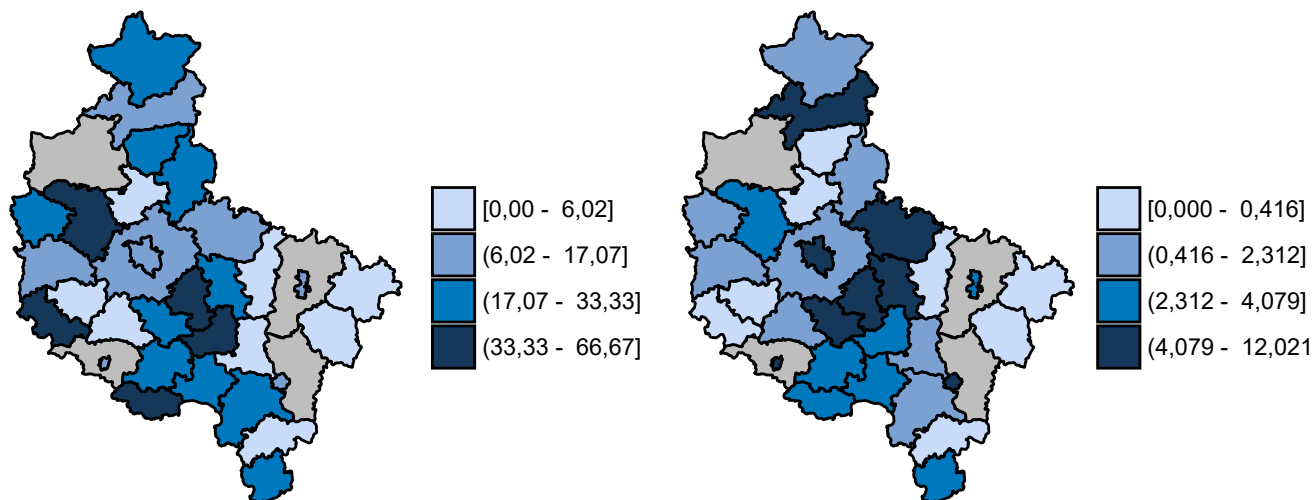 [0,00 - 6,02]
(6,02 - 17,07]
(17,07 - 33,33]
(33,33 - 66,67]
[0,000 - 0,416]
(0,416 - 2,312]
(2,312 - 4,079]
(4,079 - 12,021